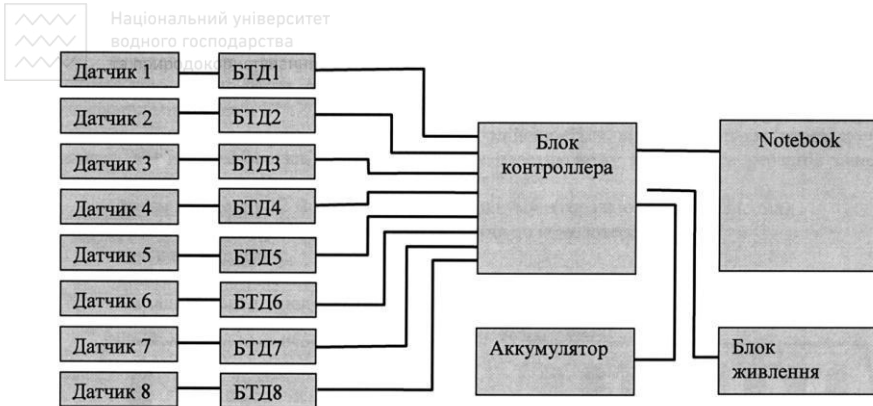 Національний університет
водного господарства
Датчик 1
БТД1
Датчик 2
БТД2
Датчик 3
БТД3
Датчик 4
БТД4
Датчик 5
БТД5
Датчик 6
БТД6
Датчик 7
БТД7
Датчик 8
БТД8
Блок
контроллера
Notebook
Аккумулятор
Блок
живлення